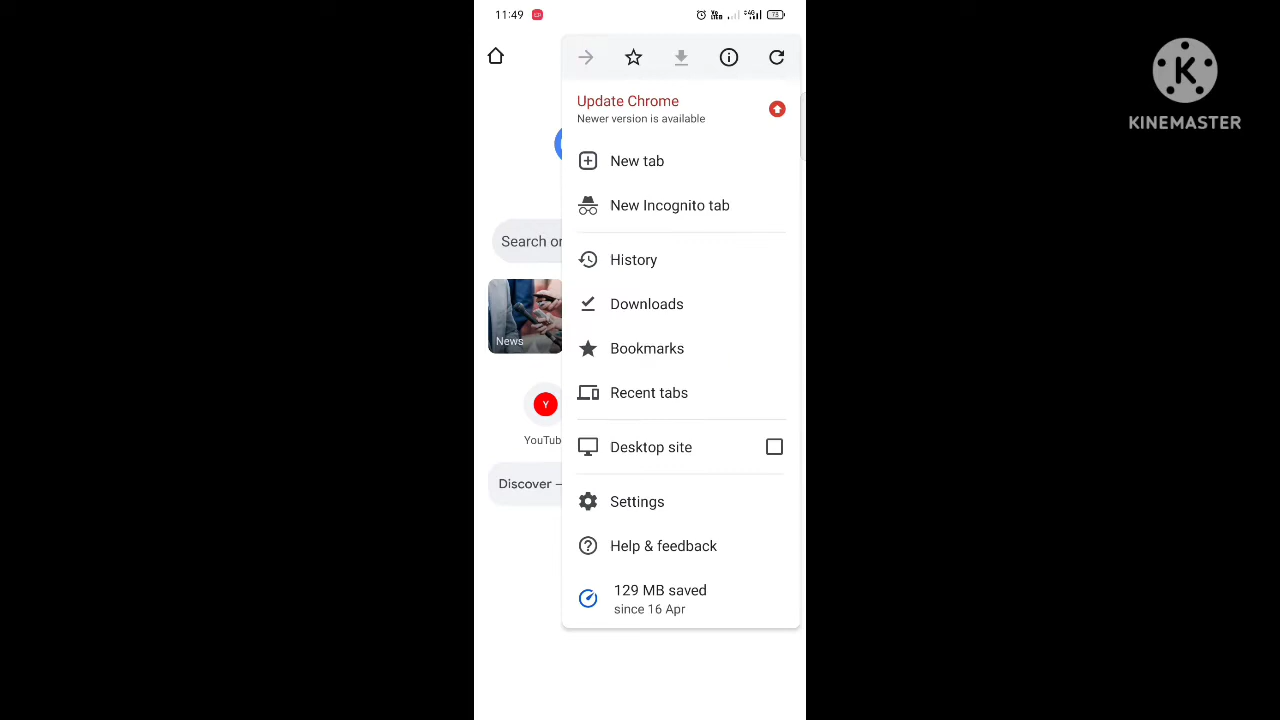 11:49
73
KINEMASTER
Update Chrome
Newer version is available
New tab
New Incognito tab
Search or
History
Downloads
News
Bookmarks
Recent tabs
Y
YouTub
Desktop site
Discover –
Settings
Help & feedback
129 MB saved
since 16 Apr